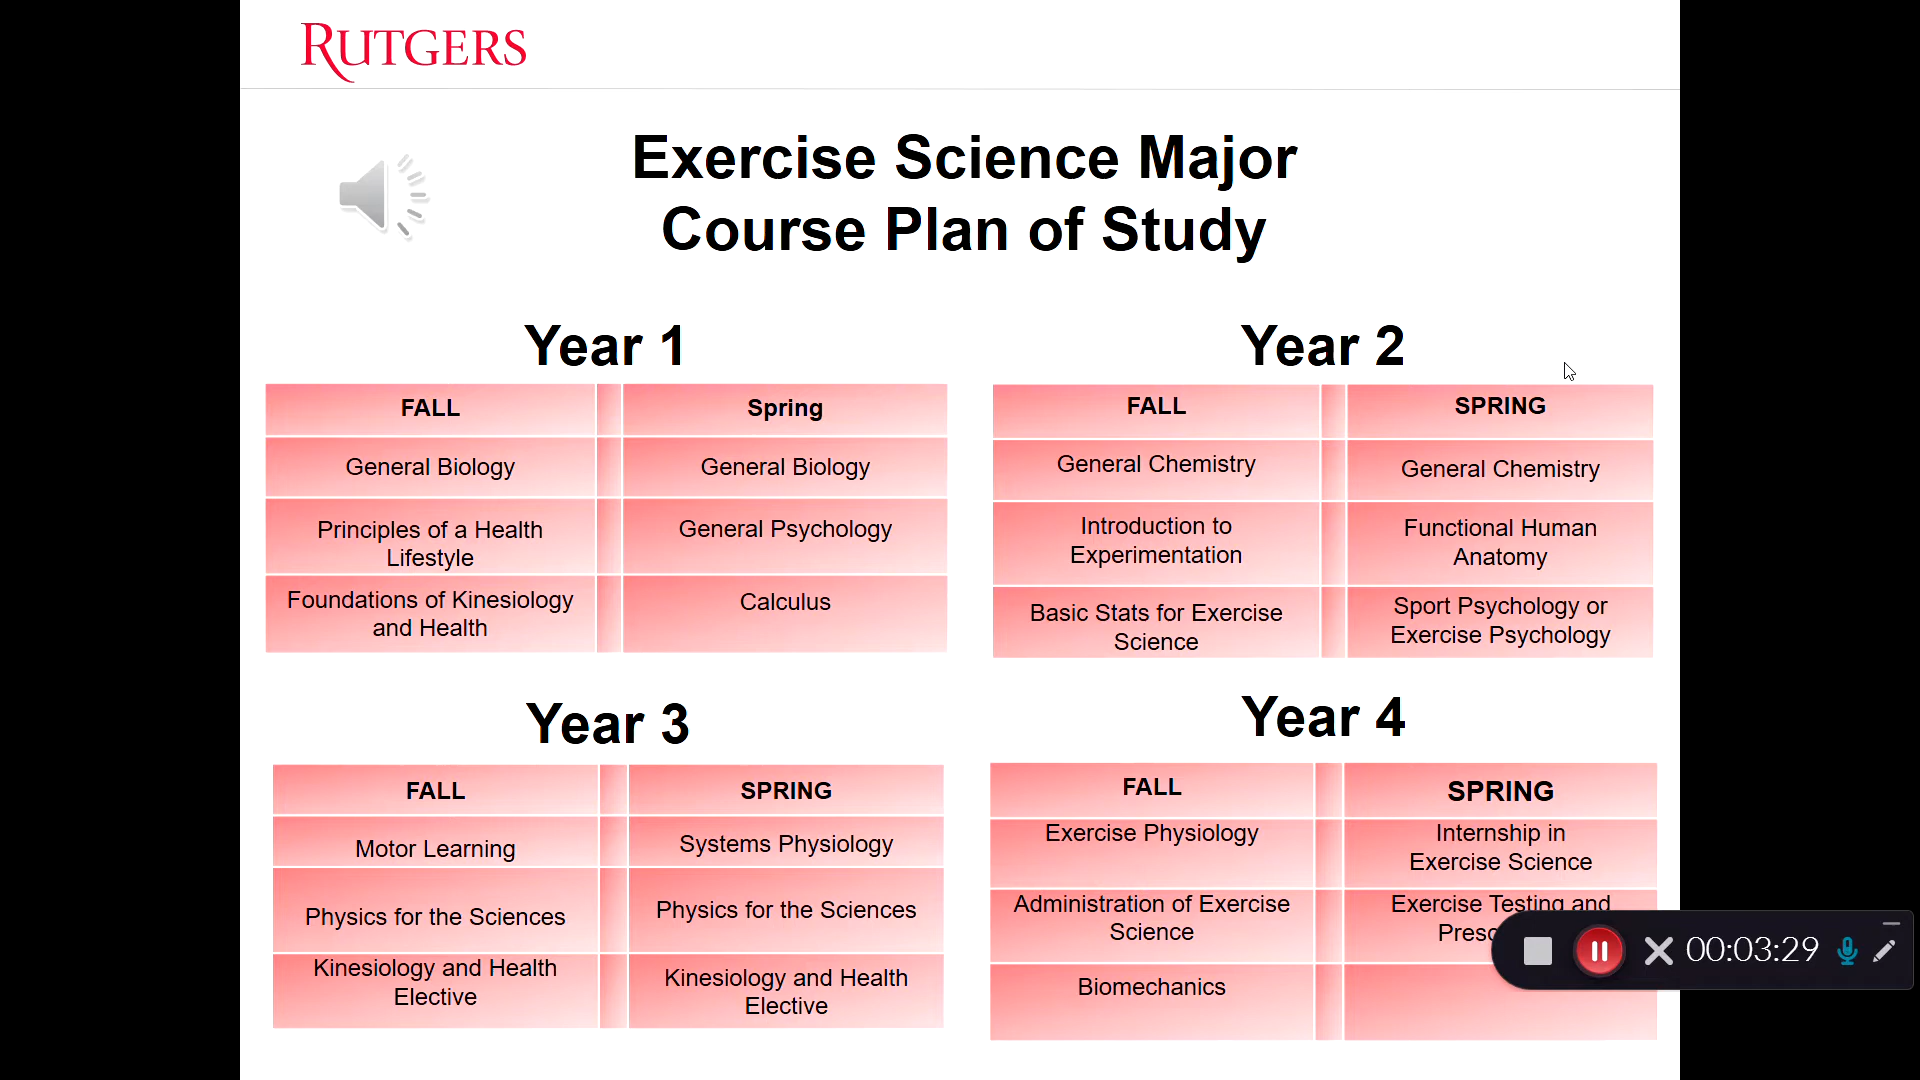 RUTGERS
Exercise Science Major
Course Plan of Study
Year 1
FALL
Spring
General Biology
General Biology
Principles of a Health
Lifestyle
General Psychology
Foundations of Kinesiology
and Health
Calculus
Year 2
FALL
SPRING
General Chemistry
General Chemistry
Introduction to
Experimentation
Functional Human
Anatomy
Basic Stats for Exercise
Science
Sport Psychology or
Exercise Psychology
Year 3
FALL
SPRING
Motor Learning
Systems Physiology
Physics for the Sciences
Physics for the Sciences
Kinesiology and Health
Elective
Kinesiology and Health
Elective
Year 4
FALL
SPRING
Exercise Physiology
Internship in
Exercise Science
Administration of Exercise
Science
Exercise Testing and
Biomechanics
00:03:29